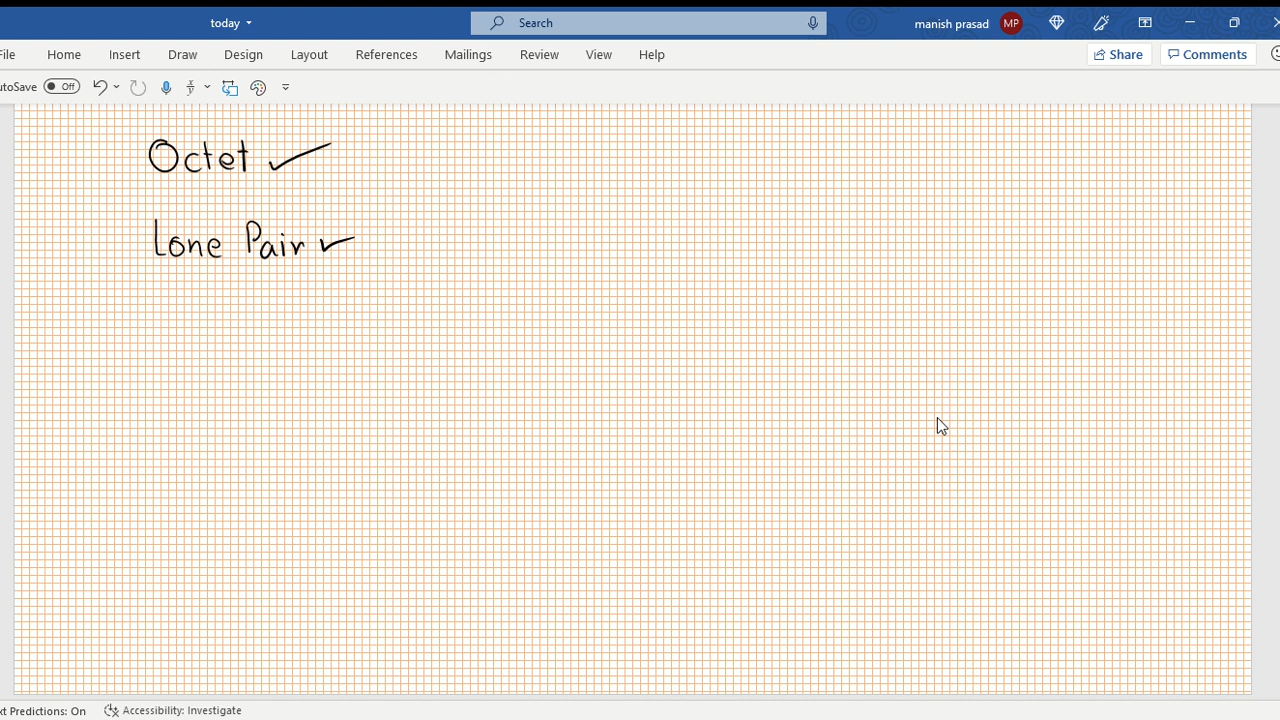 today
Search
manish prasad MP
File Home Insert Draw Design Layout References Mailings Review View Help Share Comments
AutoSave Off x/y
Octet ✓
Lone Pair ✓
xt Predictions: On Accessibility: Investigate